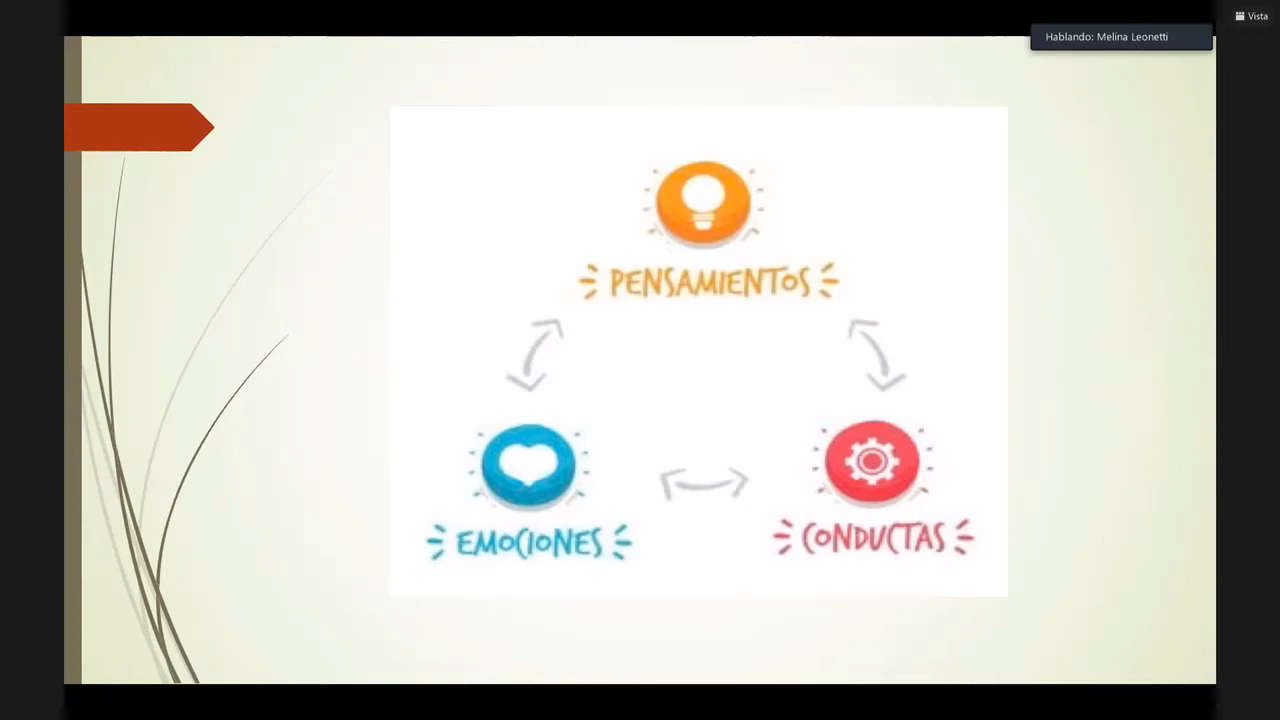 Vista
Hablando: Melina Leonetti
PENSAMIENTOS
EMOCIONES
CONDUCTAS